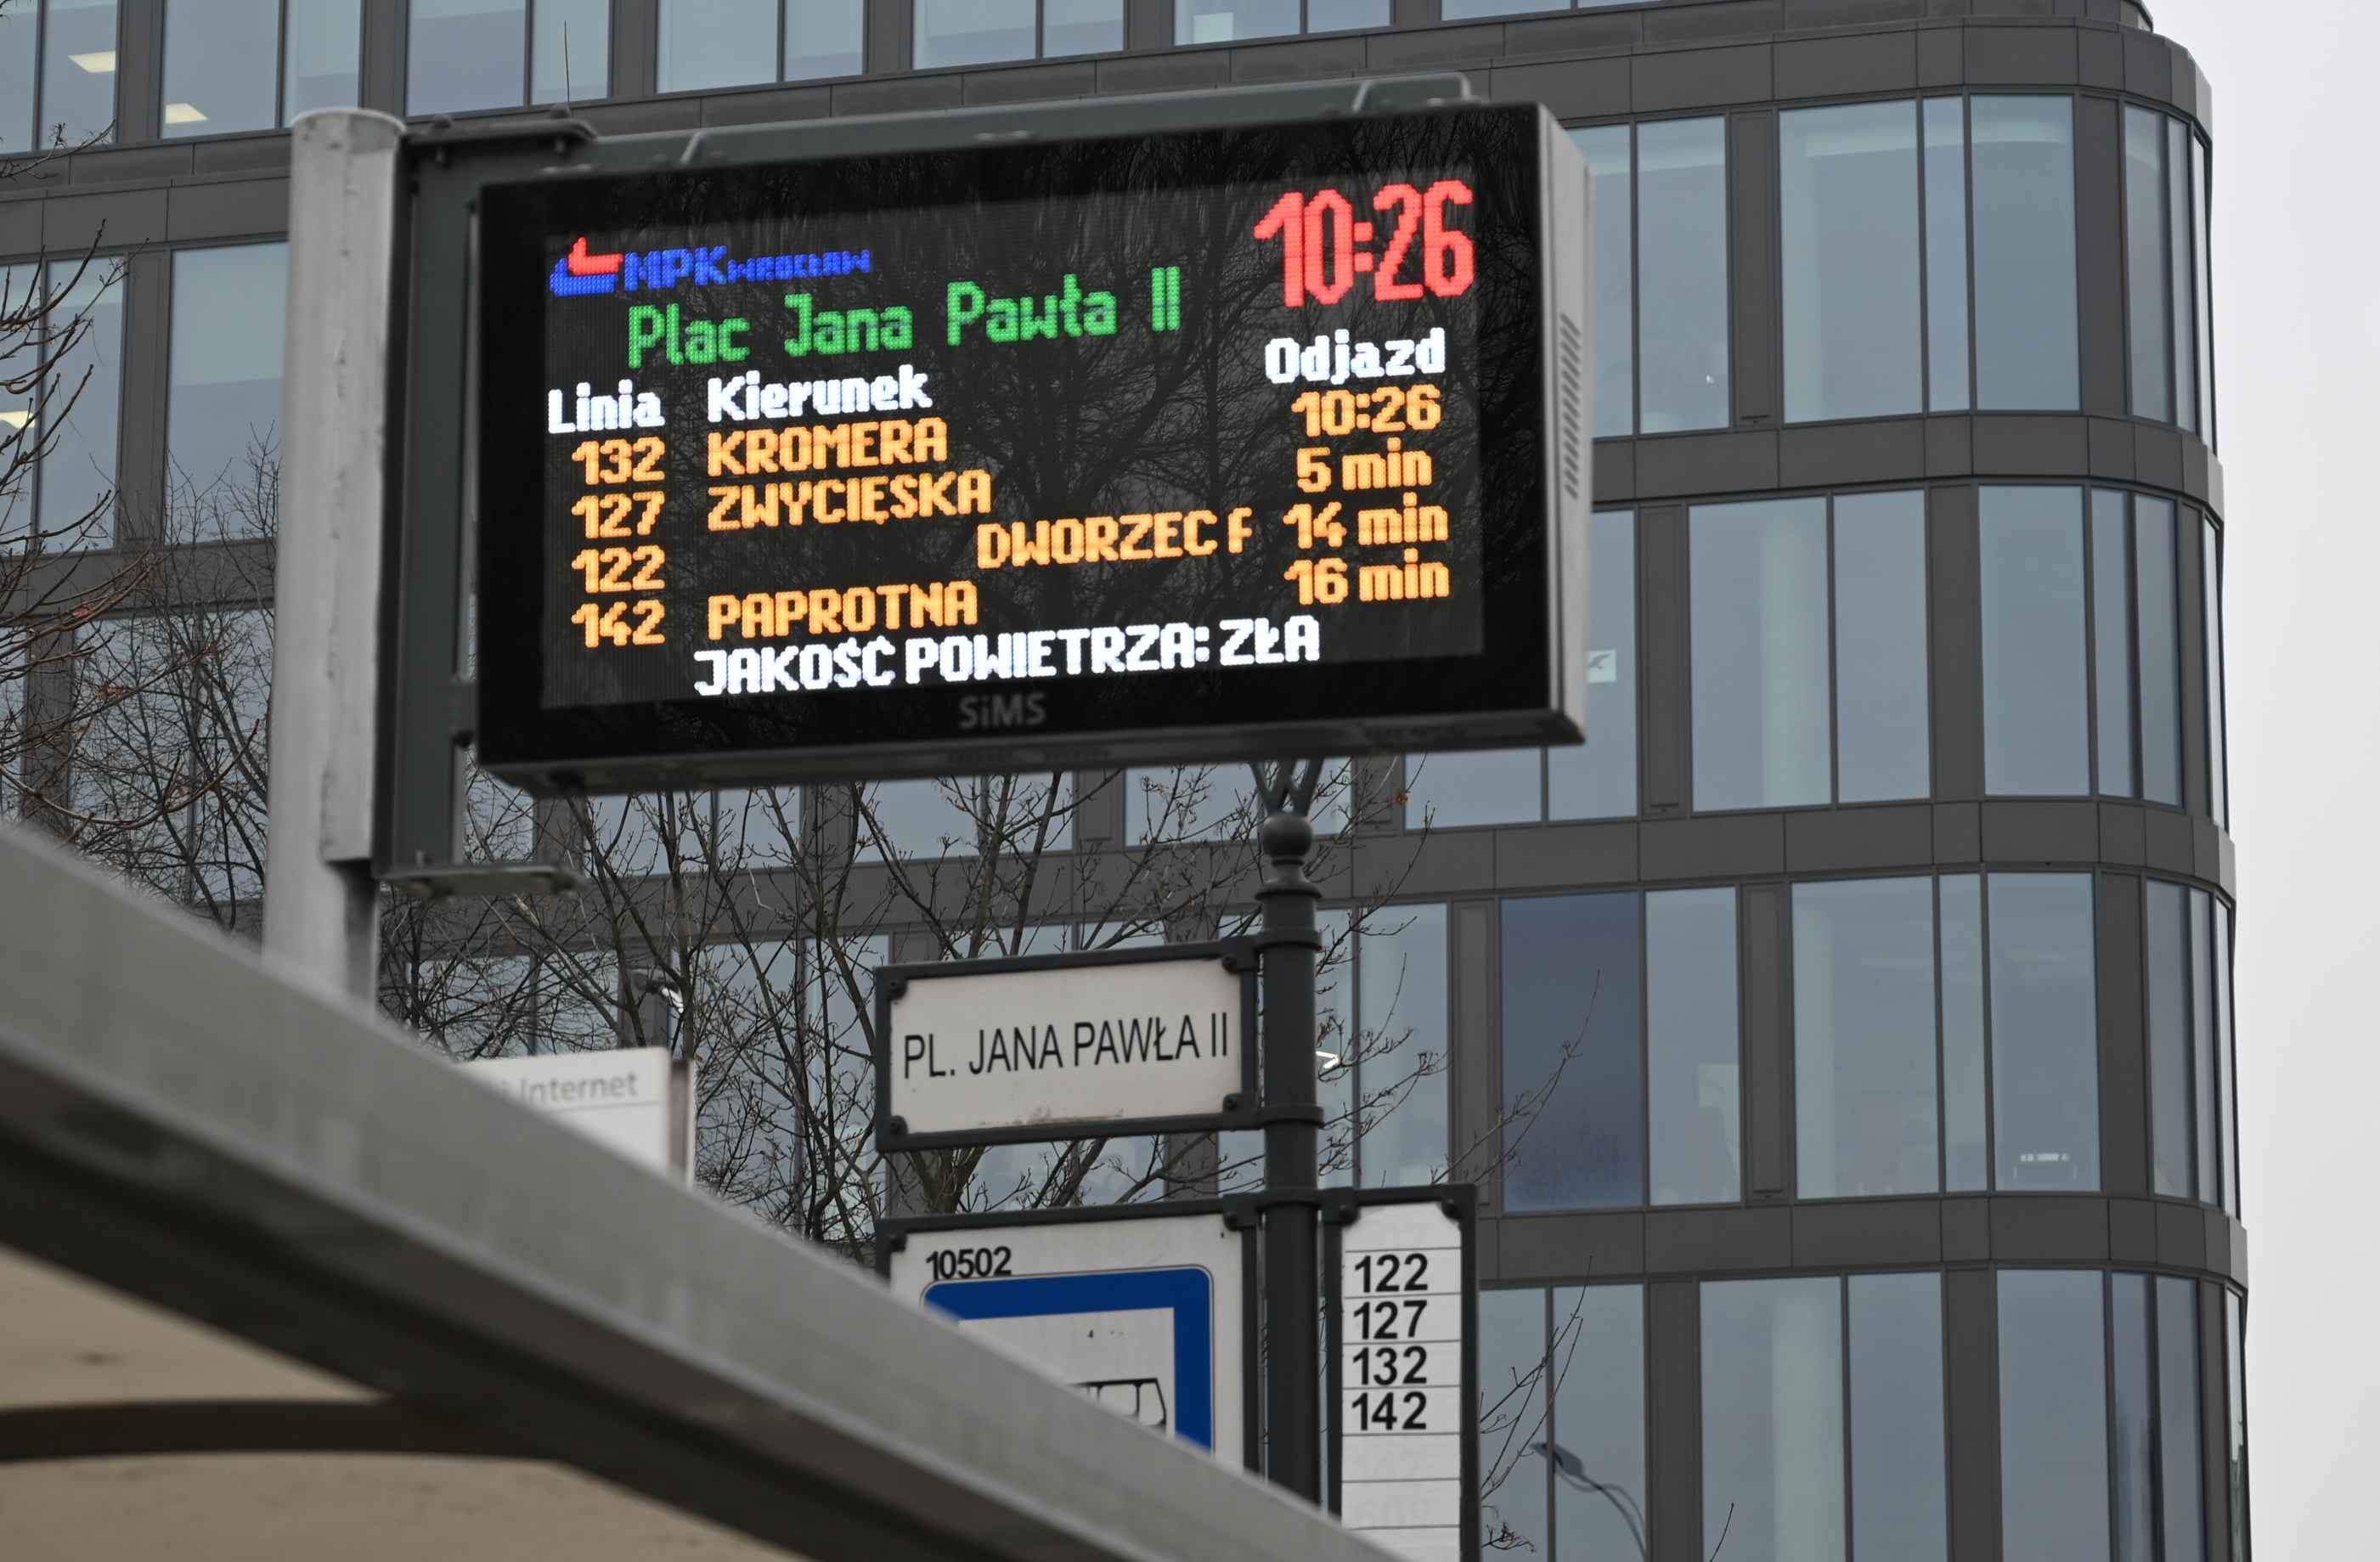 MPK WROCŁAW 10:26
Plac Jana Pawła II
Linia Kierunek Odjazd
132 KROMERA 10:26
127 ZWYCIĘSKA 5 min
122 DWORZEC 14 min
142 PAPROTNA 16 min
JAKOŚĆ POWIETRZA: ZŁA
SiMS
PL. JANA PAWŁA II
Internet
10502
122
127
132
142